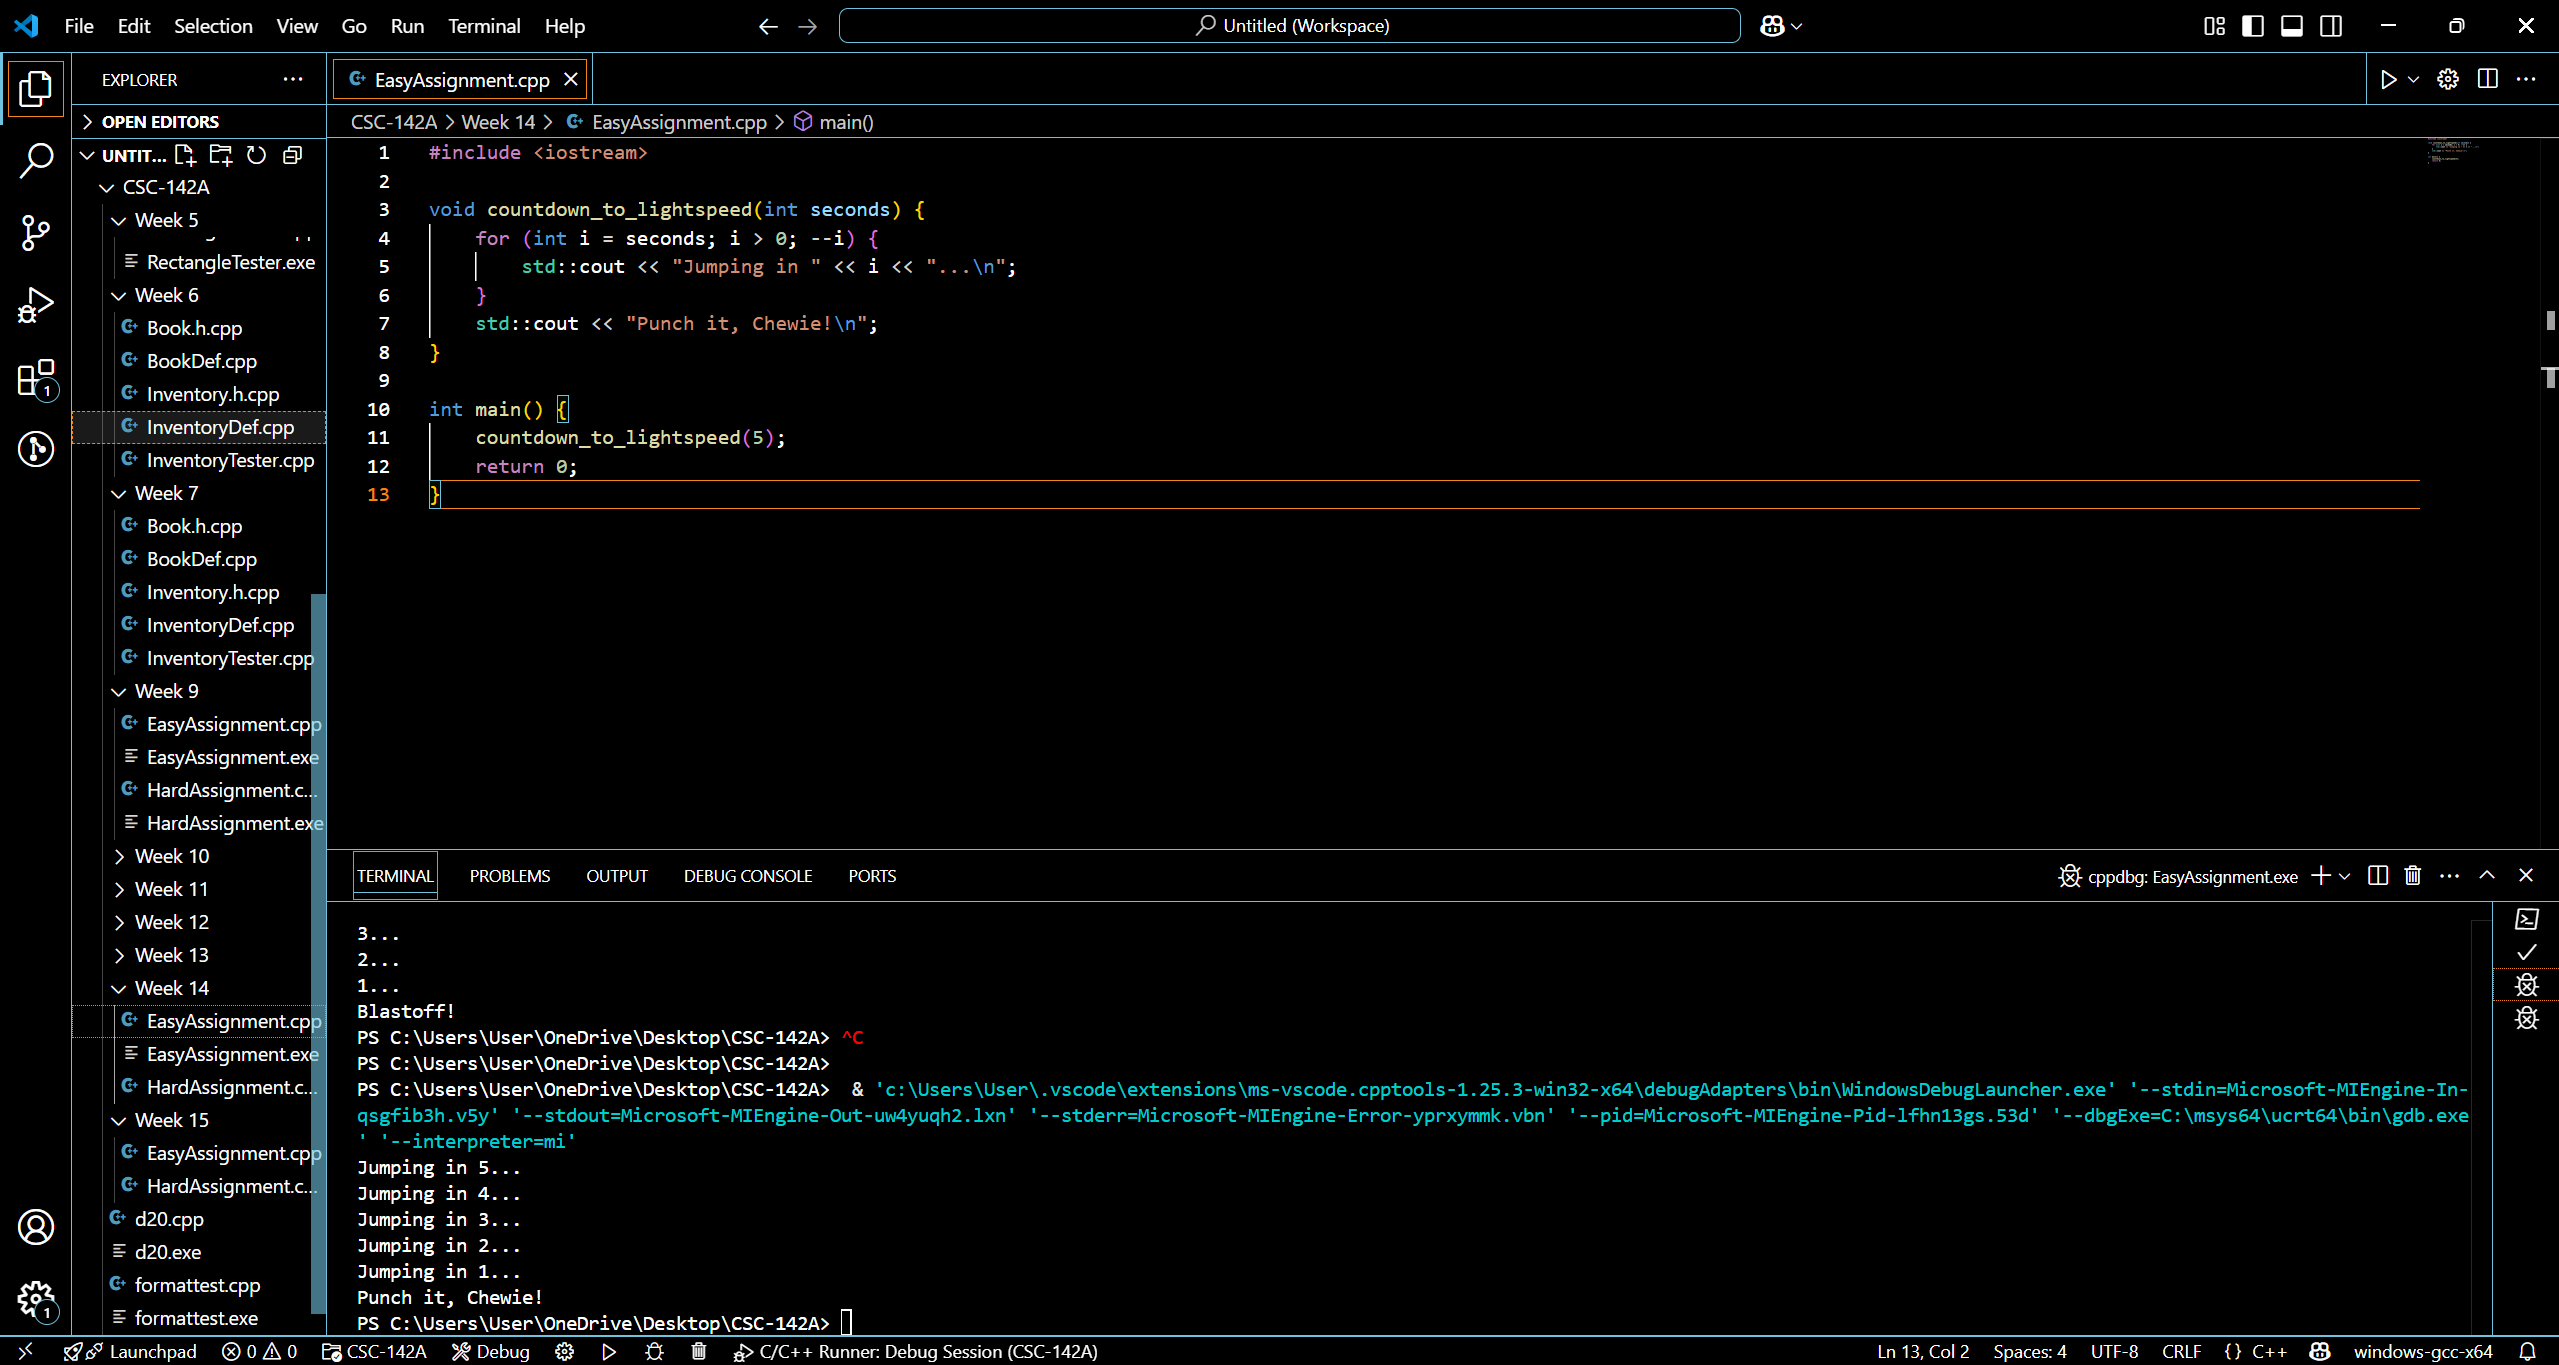 File Edit Selection View Go Run Terminal Help
Untitled (Workspace)
EXPLORER
OPEN EDITORS
UNTIT...
CSC-142A
Week 5
RectangleTester.exe
Week 6
Book.h.cpp
BookDef.cpp
Inventory.h.cpp
InventoryDef.cpp
InventoryTester.cpp
Week 7
Book.h.cpp
BookDef.cpp
Inventory.h.cpp
InventoryDef.cpp
InventoryTester.cpp
Week 9
EasyAssignment.cpp
EasyAssignment.exe
HardAssignment.c...
HardAssignment.exe
Week 10
Week 11
Week 12
Week 13
Week 14
EasyAssignment.cpp
EasyAssignment.exe
HardAssignment.c...
Week 15
EasyAssignment.cpp
HardAssignment.c...
d20.cpp
d20.exe
formattest.cpp
formattest.exe
1
1
EasyAssignment.cpp
CSC-142A > Week 14 > EasyAssignment.cpp > main()
1 #include <iostream>
2
3 void countdown_to_lightspeed(int seconds) {
4 for (int i = seconds; i > 0; --i) {
5 std::cout << "Jumping in " << i << "...\n";
6 }
7 std::cout << "Punch it, Chewie!\n";
8 }
9
10 int main() {
11 countdown_to_lightspeed(5);
12 return 0;
13 }
TERMINAL PROBLEMS OUTPUT DEBUG CONSOLE PORTS
cppdbg: EasyAssignment.exe
3...
2...
1...
Blastoff!
PS C:\Users\User\OneDrive\Desktop\CSC-142A> ^C
PS C:\Users\User\OneDrive\Desktop\CSC-142A>
PS C:\Users\User\OneDrive\Desktop\CSC-142A> & 'c:\Users\User\.vscode\extensions\ms-vscode.cpptools-1.25.3-win32-x64\debugAdapters\bin\WindowsDebugLauncher.exe' '--stdin=Microsoft-MIEngine-In-
qsgfib3h.v5y' '--stdout=Microsoft-MIEngine-Out-uw4yuqh2.lxn' '--stderr=Microsoft-MIEngine-Error-yprxymmk.vbn' '--pid=Microsoft-MIEngine-Pid-lfhn13gs.53d' '--dbgExe=C:\msys64\ucrt64\bin\gdb.exe
' '--interpreter=mi'
Jumping in 5...
Jumping in 4...
Jumping in 3...
Jumping in 2...
Jumping in 1...
Punch it, Chewie!
PS C:\Users\User\OneDrive\Desktop\CSC-142A>
Launchpad 0 0 CSC-142A Debug C/C++ Runner: Debug Session (CSC-142A) Ln 13, Col 2 Spaces: 4 UTF-8 CRLF {} C++ windows-gcc-x64